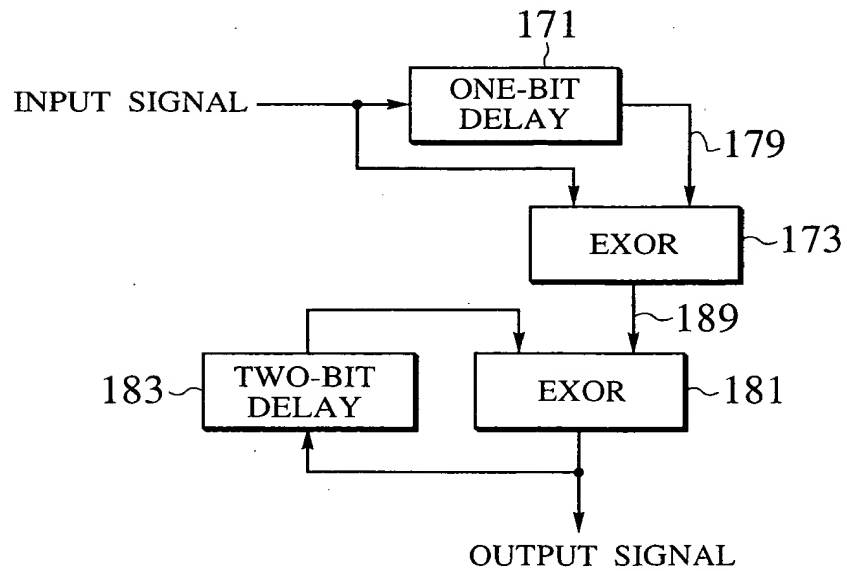 171
INPUT SIGNAL
ONE-BIT
DELAY
179
EXOR
173
189
183
TWO-BIT
DELAY
EXOR
181
OUTPUT SIGNAL